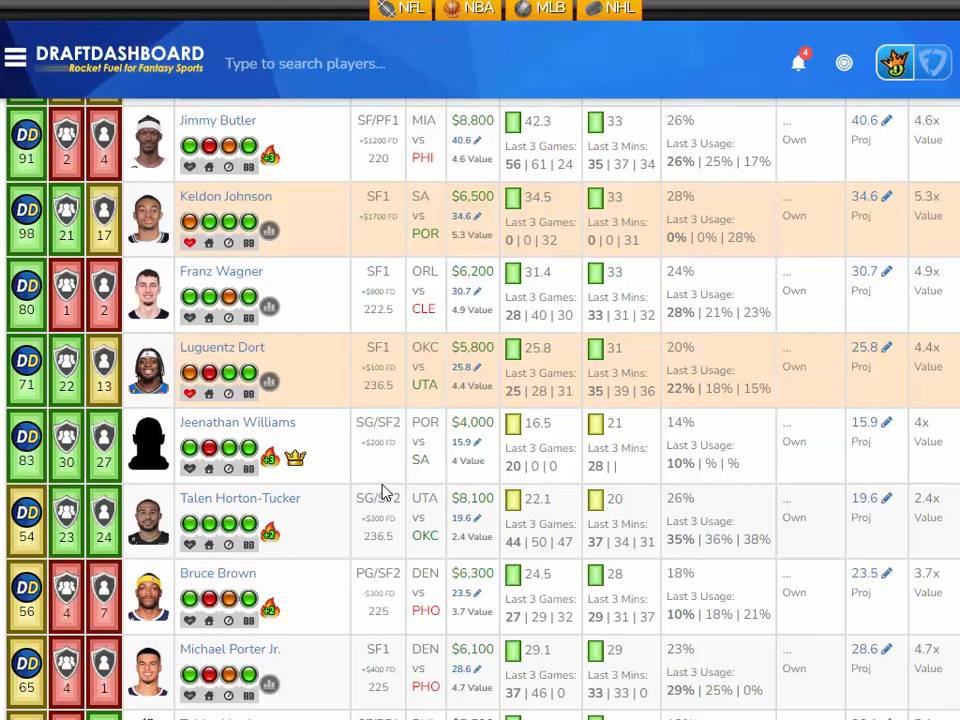 NFL NBA MLB NHL
DRAFTDASHBOARD
Rocket Fuel for Fantasy Sports
Type to search players...
4
DD 91 2 4 Jimmy Butler +3 BB SF/PF1 +$1200 FD 220 MIA vs PHI $8,800 40.6 4.6 Value 42.3 Last 3 Games: 56 | 61 | 24 33 Last 3 Mins: 35 | 37 | 34 26% Last 3 Usage: 26% | 25% | 17% ... Own 40.6 Proj 4.6x Value
DD 98 21 17 Keldon Johnson BB SF1 +$1700 FD SA vs POR $6,500 34.6 5.3 Value 34.5 Last 3 Games: 0 | 0 | 32 33 Last 3 Mins: 0 | 0 | 31 28% Last 3 Usage: 0% | 0% | 28% ... Own 34.6 Proj 5.3x Value
DD 80 1 2 Franz Wagner BB SF1 +$900 FD 222.5 ORL vs CLE $6,200 30.7 4.9 Value 31.4 Last 3 Games: 28 | 40 | 30 33 Last 3 Mins: 33 | 31 | 32 24% Last 3 Usage: 28% | 21% | 23% ... Own 30.7 Proj 4.9x Value
DD 71 22 13 Luguentz Dort BB SF1 +$100 FD 236.5 OKC vs UTA $5,800 25.8 4.4 Value 25.8 Last 3 Games: 25 | 28 | 31 31 Last 3 Mins: 35 | 39 | 36 20% Last 3 Usage: 22% | 18% | 15% ... Own 25.8 Proj 4.4x Value
DD 83 30 27 Jeenathan Williams +3 BB SG/SF2 +$200 FD POR vs SA $4,000 15.9 4 Value 16.5 Last 3 Games: 20 | 0 | 0 21 Last 3 Mins: 28 | | 14% Last 3 Usage: 10% | % | % ... Own 15.9 Proj 4x Value
DD 54 23 24 Talen Horton-Tucker +2 BB SG/SF2 +$300 FD 236.5 UTA vs OKC $8,100 19.6 2.4 Value 22.1 Last 3 Games: 44 | 50 | 47 20 Last 3 Mins: 37 | 34 | 31 26% Last 3 Usage: 35% | 36% | 38% ... Own 19.6 Proj 2.4x Value
DD 56 4 7 Bruce Brown +2 BB PG/SF2 -$300 FD 225 DEN vs PHO $6,300 23.5 3.7 Value 24.5 Last 3 Games: 27 | 29 | 32 28 Last 3 Mins: 29 | 31 | 37 18% Last 3 Usage: 10% | 18% | 21% ... Own 23.5 Proj 3.7x Value
DD 65 4 1 Michael Porter Jr. BB SF1 +$400 FD 225 DEN vs PHO $6,100 28.6 4.7 Value 29.1 Last 3 Games: 37 | 46 | 0 29 Last 3 Mins: 33 | 33 | 0 23% Last 3 Usage: 29% | 25% | 0% ... Own 28.6 Proj 4.7x Value